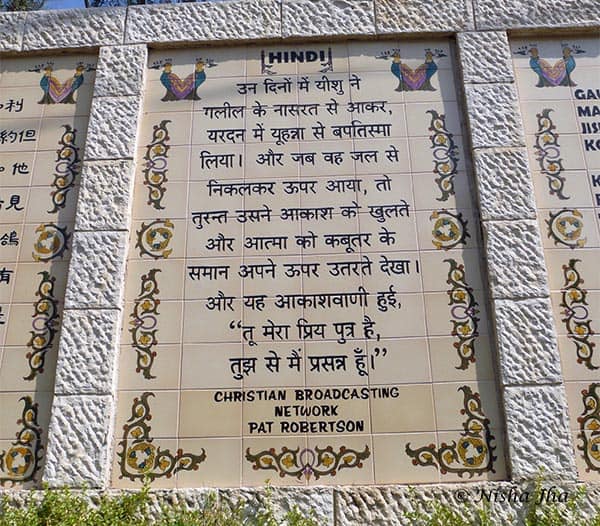 HINDI
उन दिनों में यीशु ने
गलील के नासरत से आकर,
यरदन में यूहन्ना से बपतिस्मा
लिया। और जब वह जल से
निकलकर ऊपर आया, तो
तुरन्त उसने आकाश को खुलते
और आत्मा को कबूतर के
समान अपने ऊपर उतरते देखा।
और यह आकाशवाणी हुई,
“तू मेरा प्रिय पुत्र है,
तुझ से मैं प्रसन्न हूँ।”
CHRISTIAN BROADCASTING
NETWORK
PAT ROBERTSON
© Nisha Jha